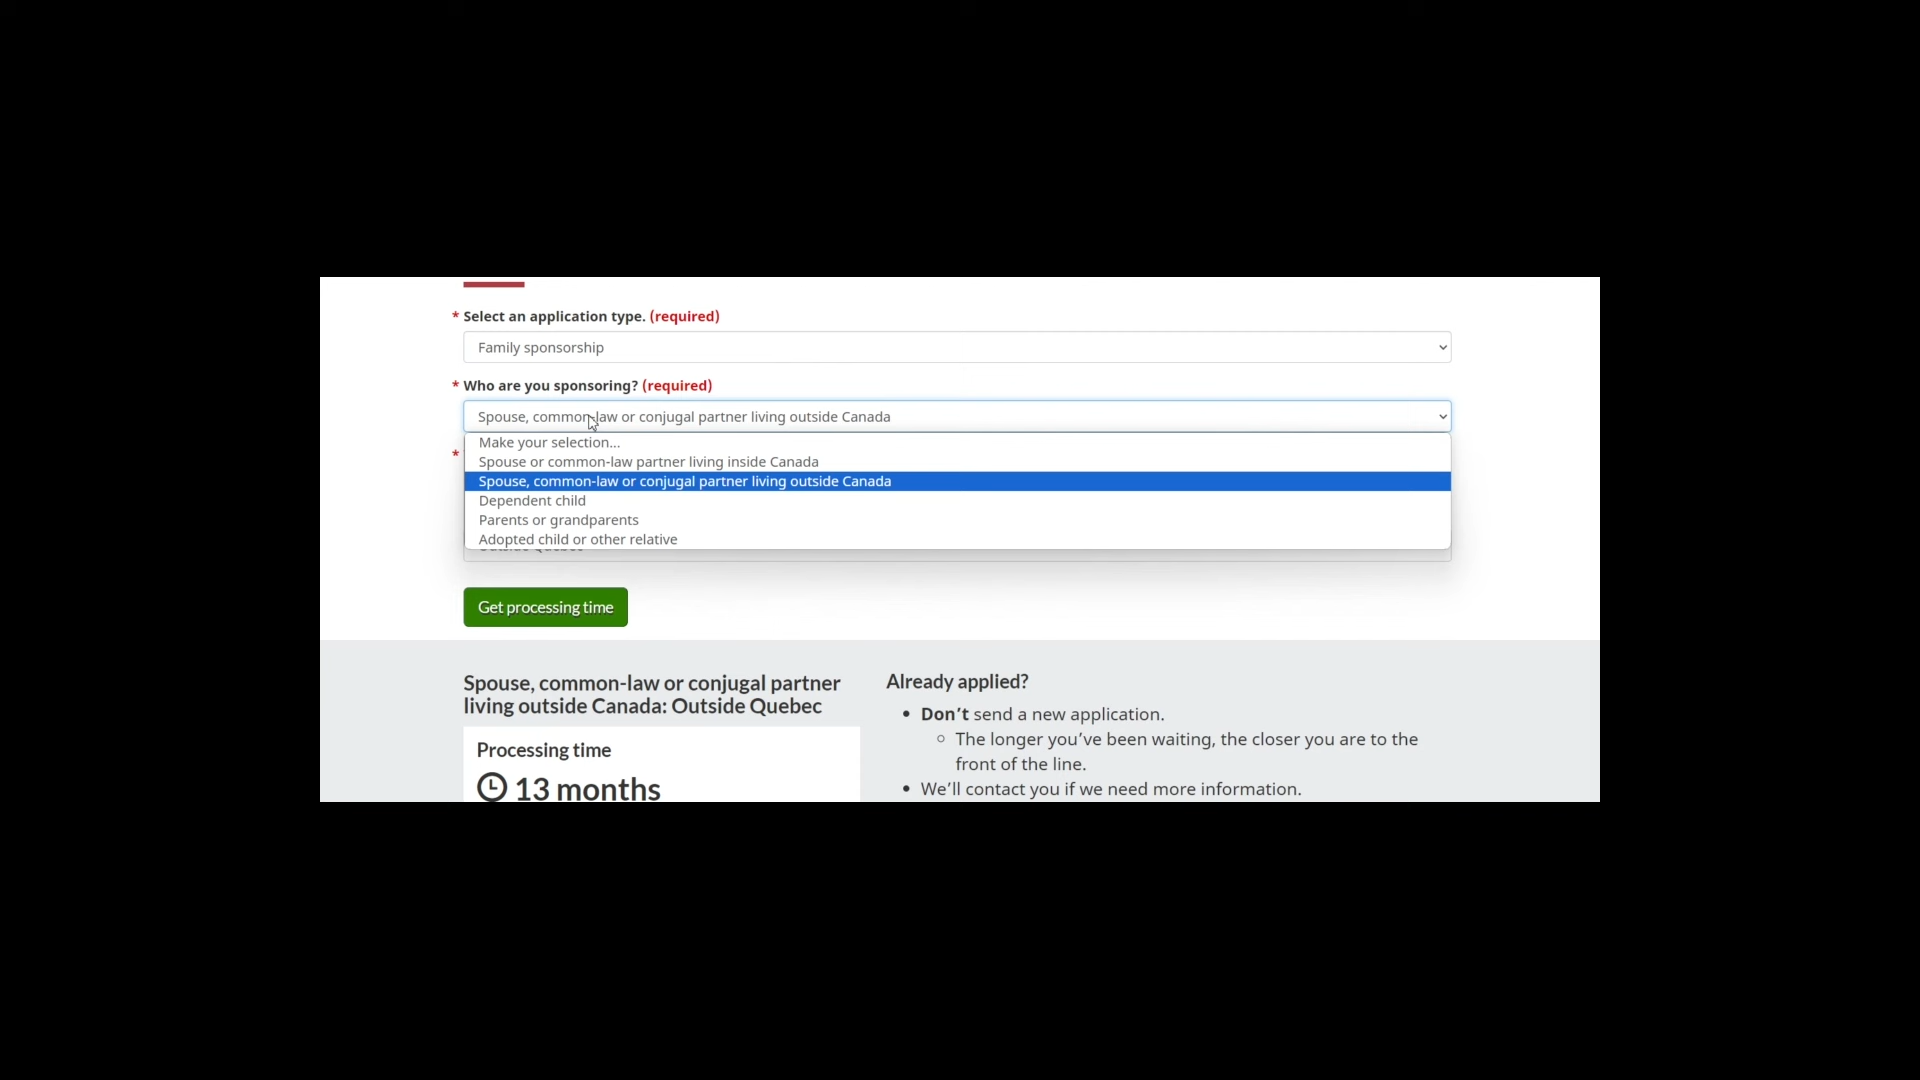 * Select an application type. (required)
Family sponsorship
* Who are you sponsoring? (required)
Spouse, common-law or conjugal partner living outside Canada
Make your selection...
*
Spouse or common-law partner living inside Canada
Spouse, common-law or conjugal partner living outside Canada
Dependent child
Parents or grandparents
Adopted child or other relative
Get processing time
Spouse, common-law or conjugal partner
living outside Canada: Outside Quebec
Processing time
13 months
Already applied?
• Don’t send a new application.
○ The longer you’ve been waiting, the closer you are to the
front of the line.
• We’ll contact you if we need more information.